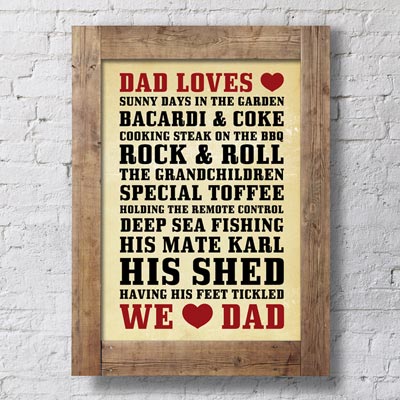 DAD LOVES ♥
SUNNY DAYS IN THE GARDEN
BACARDI & COKE
COOKING STEAK ON THE BBQ
ROCK & ROLL
THE GRANDCHILDREN
SPECIAL TOFFEE
HOLDING THE REMOTE CONTROL
DEEP SEA FISHING
HIS MATE KARL
HIS SHED
HAVING HIS FEET TICKLED
WE ♥ DAD